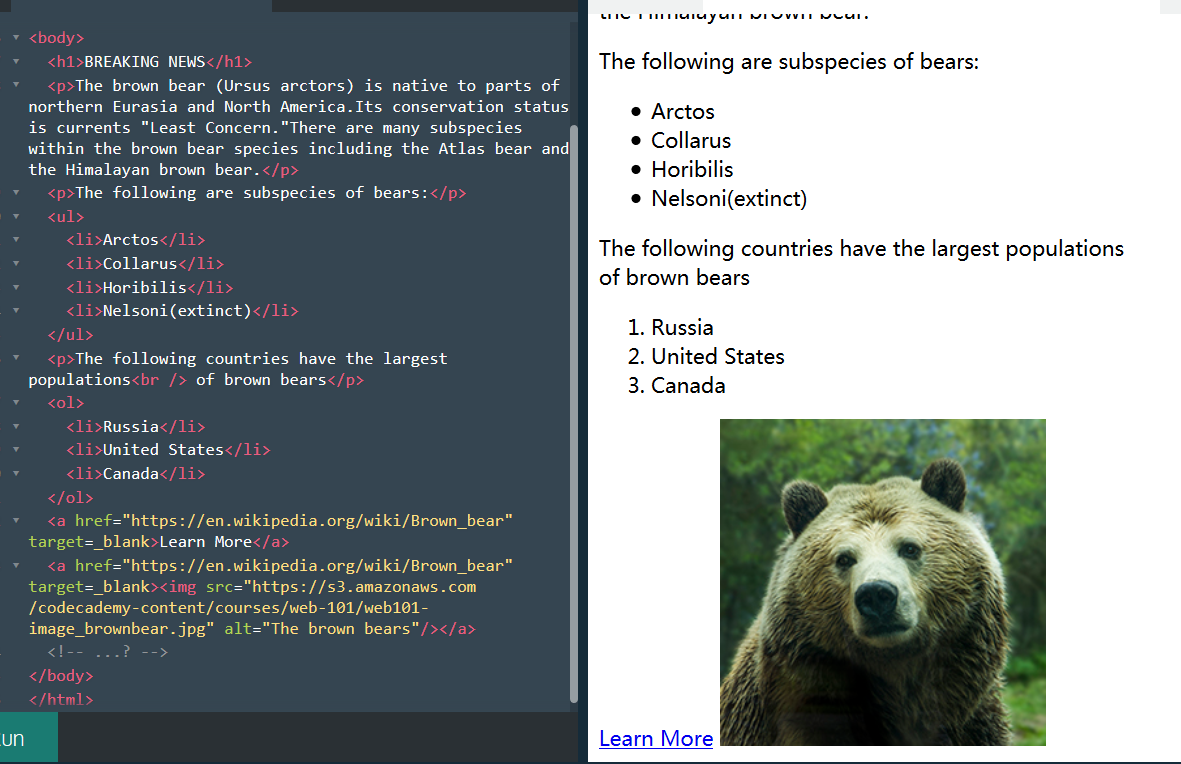 <body>
<h1>BREAKING NEWS</h1>
<p>The brown bear (Ursus arctors) is native to parts of
northern Eurasia and North America.Its conservation status
is currents "Least Concern."There are many subspecies
within the brown bear species including the Atlas bear and
the Himalayan brown bear.</p>
<p>The following are subspecies of bears:</p>
<ul>
<li>Arctos</li>
<li>Collarus</li>
<li>Horibilis</li>
<li>Nelsoni(extinct)</li>
</ul>
<p>The following countries have the largest
populations<br /> of brown bears</p>
<ol>
<li>Russia</li>
<li>United States</li>
<li>Canada</li>
</ol>
<a href="https://en.wikipedia.org/wiki/Brown_bear"
target=_blank>Learn More</a>
<a href="https://en.wikipedia.org/wiki/Brown_bear"
target=_blank><img src="https://s3.amazonaws.com
/codecademy-content/courses/web-101/web101-
image_brownbear.jpg" alt="The brown bears"/></a>
<!-- ...? -->
</body>
</html>
un
the Himalayan brown bear.
The following are subspecies of bears:
• Arctos
• Collarus
• Horibilis
• Nelsoni(extinct)
The following countries have the largest populations
of brown bears
1. Russia
2. United States
3. Canada
Learn More